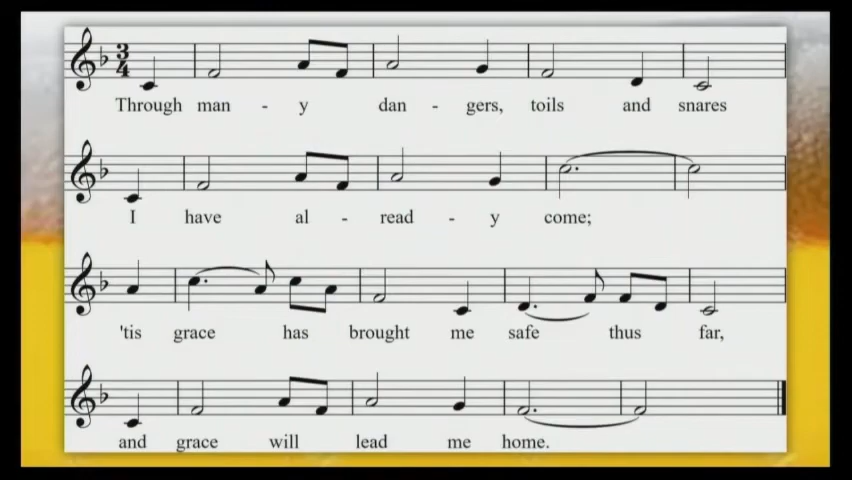 3
4
Through man - y dan - gers, toils and snares
I have al - read - y come;
'tis grace has brought me safe thus far,
and grace will lead me home.